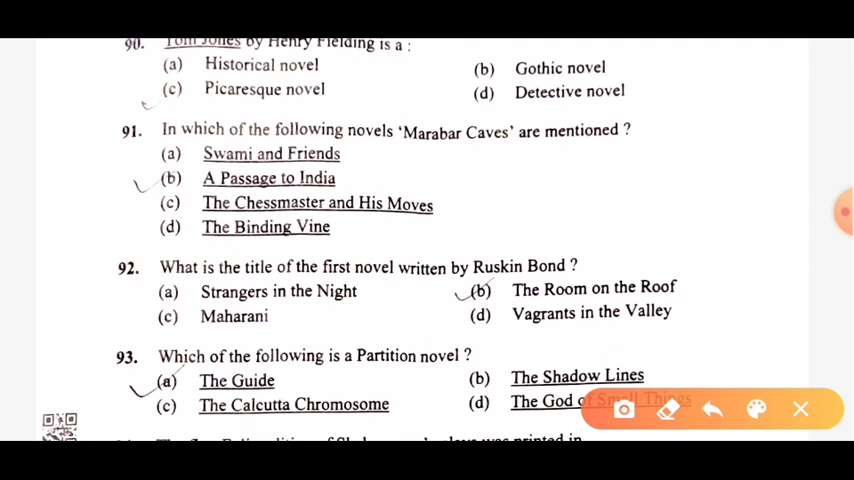 90. Tom Jones by Henry Fielding is a :
(a) Historical novel (b) Gothic novel
(c) Picaresque novel (d) Detective novel
91. In which of the following novels 'Marabar Caves' are mentioned ?
(a) Swami and Friends
(b) A Passage to India
(c) The Chessmaster and His Moves
(d) The Binding Vine
92. What is the title of the first novel written by Ruskin Bond ?
(a) Strangers in the Night (b) The Room on the Roof
(c) Maharani (d) Vagrants in the Valley
93. Which of the following is a Partition novel ?
(a) The Guide (b) The Shadow Lines
(c) The Calcutta Chromosome (d) The God of Small Things